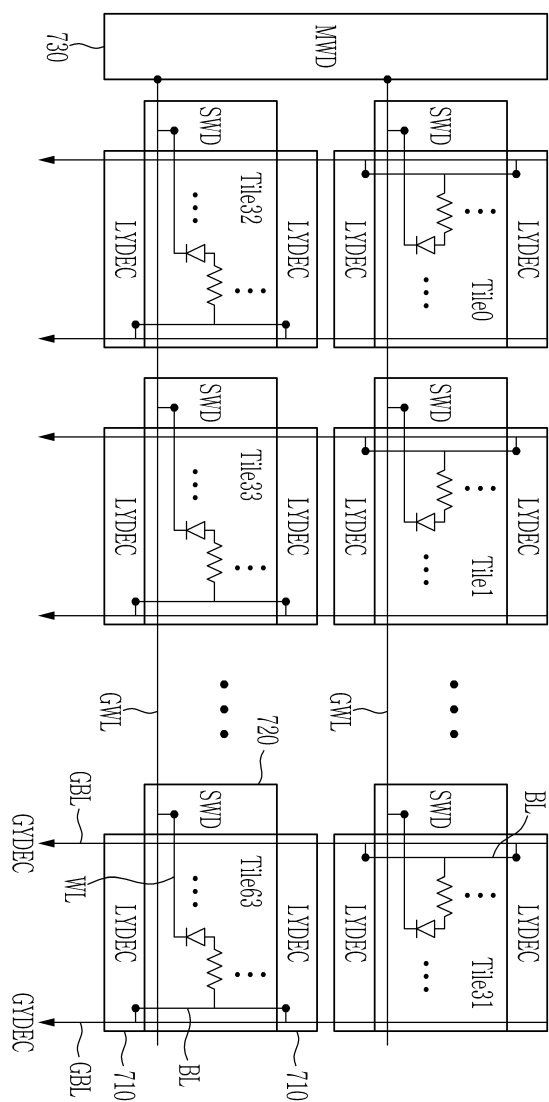 BL
LYDEC
LYDEC
LYDEC
Tile0
Tile1
Tile31
SWD
SWD
SWD
LYDEC
LYDEC
LYDEC
GWL
MWD
LYDEC
LYDEC
LYDEC
710
720
Tile32
Tile33
Tile63
SWD
SWD
SWD
BL
LYDEC
LYDEC
LYDEC
710
GWL
GBL
WL
GBL
730
GYDEC
GYDEC